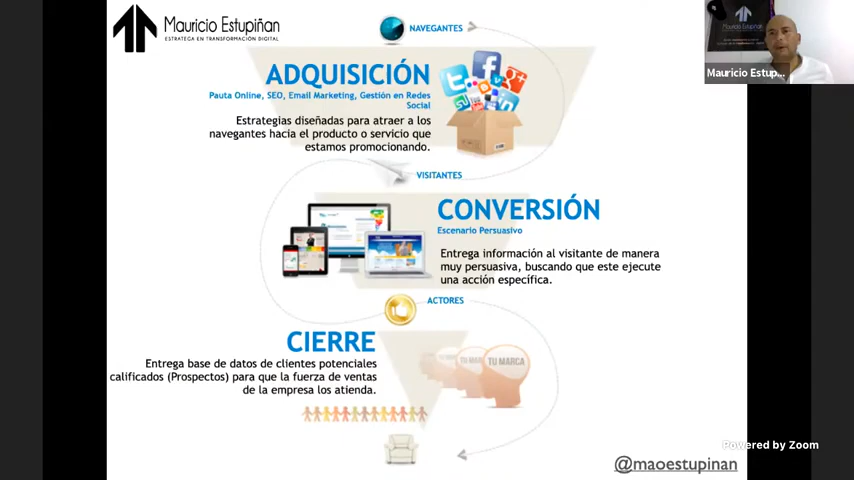 Mauricio Estupiñan
ESTRATEGA EN TRANSFORMACIÓN DIGITAL
NAVEGANTES
ADQUISICIÓN
Pauta Online, SEO, Email Marketing, Gestión en Redes
Social
Estrategias diseñadas para atraer a los
navegantes hacia el producto o servicio que
estamos promocionando.
VISITANTES
CONVERSIÓN
Escenario Persuasivo
Entrega información al visitante de manera
muy persuasiva, buscando que este ejecute
una acción específica.
ACTORES
CIERRE
Entrega base de datos de clientes potenciales
calificados (Prospectos) para que la fuerza de ventas
de la empresa los atienda.
TU MARCA
@maoestupinan
Mauricio Estupiñan
Mauricio Estup...
Powered by Zoom